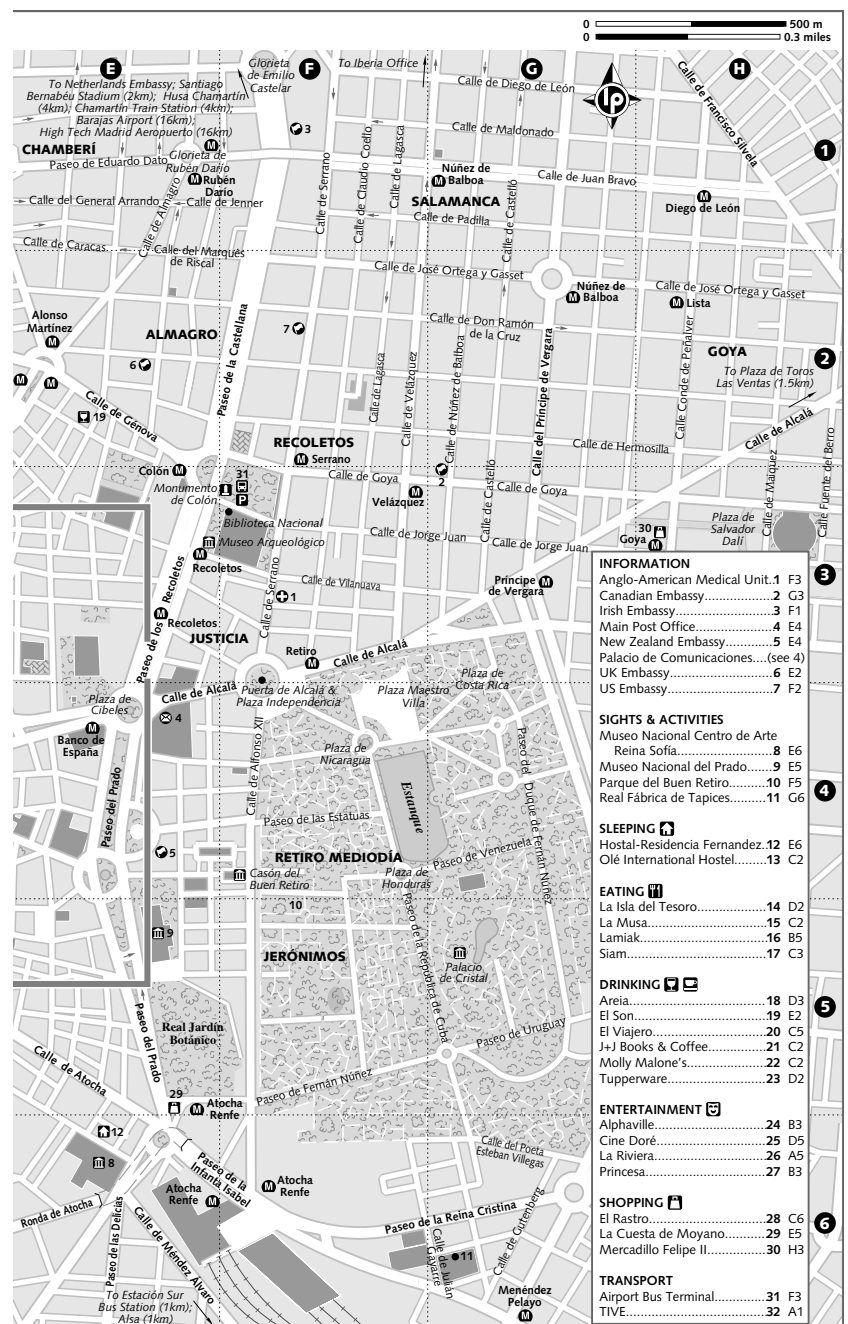 0 500 m
0 0.3 miles
E
F
G
H
To Netherlands Embassy; Santiago
Bernabéu Stadium (2km); Husa Chamartín
(4km); Chamartín Train Station (4km);
Barajas Airport (16km);
High Tech Madrid Aeropuerto (16km)
Glorieta
de Emilio
Castelar
To Iberia Office
Calle de Diego de León
Calle de Francisco Silvela
lp
3
Calle de Maldonado
1
CHAMBERÍ
Paseo de Eduardo Dato
M
Glorieta de
Rubén Darío
M Rubén
Darío
Calle de Serrano
Calle de Claudio Coello
Calle de Lagasca
Núñez de
M Balboa
Calle de Juan Bravo
M
Diego de León
SALAMANCA
Calle de Padilla
Calle de Castelló
Calle del General Arrando
Calle de Jenner
Calle de Almagro
Calle de Caracas
Calle del Marqués
de Riscal
Calle de José Ortega y Gasset
Núñez de
M Balboa
Calle de José Ortega y Gasset
M Lista
Alonso
Martínez
M
ALMAGRO
Paseo de la Castellana
7
Calle de Don Ramón
de la Cruz
Calle del Príncipe de Vergara
Calle Conde de Peñalver
GOYA
2
To Plaza de Toros
Las Ventas (1.5km)
6
M
M
Calle de Lagasca
Calle de Velázquez
Calle de Núñez de Balboa
Calle de Génova
19
Calle de Alcalá
RECOLETOS
M Serrano
Calle de Hermosilla
Colón M
31
Monumento
de Colón
P
Calle de Goya
2
Velázquez
M
Calle de Castelló
Calle de Goya
Calle de Marquez
Calle Fuente del Berro
Biblioteca Nacional
Museo Arqueológico
M
Recoletos
Calle de Jorge Juan
Calle de Jorge Juan
30
Goya M
Plaza de
Salvador
Dalí
3
Paseo de los Recoletos
Calle de Serrano
Calle de Vilanuava
1
Príncipe M
de Vergara
M Recoletos
JUSTICIA
Retiro
M
Calle de Alcalá
Plaza de
Cibeles
Calle de Alcalá
Puerta de Alcalá &
Plaza Independencia
Plaza Maestro
Villa
Plaza de
Costa Rica
4
M
Banco de
España
Calle de Alfonso XII
Plaza de
Nicaragua
Estanque
Paseo del Duque de Fernán Núñez
4
Paseo del Prado
Paseo de las Estatuas
5
RETIRO MEDIODÍA
Paseo de Venezuela
Casón del
Buen Retiro
Plaza de
Honduras
10
9
Paseo de la República de Cuba
JERÓNIMOS
Palacio
de Cristal
5
Real Jardín
Botánico
Paseo del Prado
Paseo de Uruguay
Calle de Atocha
Paseo de Fernán Núñez
29
M Atocha
Renfe
12
8
Calle del Poeta
Esteban Villegas
Paseo de la
Infanta Isabel
M Atocha
Renfe
Atocha
Renfe M
Ronda de Atocha
Paseo de las Delicias
Calle de Méndez Álvaro
Paseo de la Reina Cristina
Calle de Gutenberg
Calle de Julián
Gayarre
11
6
To Estación Sur
Bus Station (1km);
Alsa (1km)
Menéndez
Pelayo
M
INFORMATION
Anglo-American Medical Unit..1 F3
Canadian Embassy......................2 G3
Irish Embassy..............................3 F1
Main Post Office.........................4 E4
New Zealand Embassy................5 E4
Palacio de Comunicaciones....(see 4)
UK Embassy................................6 E2
US Embassy.................................7 F2
SIGHTS & ACTIVITIES
Museo Nacional Centro de Arte
Reina Sofía.............................8 E6
Museo Nacional del Prado.......9 E5
Parque del Buen Retiro..........10 F5
Real Fábrica de Tapices.........11 G6
SLEEPING
Hostal-Residencia Fernandez..12 E6
Olé International Hostel........13 C2
EATING
La Isla del Tesoro....................14 D2
La Musa...................................15 C2
Lamiak.....................................16 B5
Siam.........................................17 C3
DRINKING
Areia........................................18 D3
El Son.......................................19 E2
El Viajero.................................20 C5
J+J Books & Coffee.................21 C2
Molly Malone's........................22 C2
Tupperware.............................23 D2
ENTERTAINMENT
Alphaville.................................24 B3
Cine Doré.................................25 D5
La Riviera.................................26 A5
Princesa...................................27 B3
SHOPPING
El Rastro...................................28 C6
La Cuesta de Moyano..............29 E5
Mercadillo Felipe II..................30 H3
TRANSPORT
Airport Bus Terminal................31 F3
TIVE.........................................32 A1